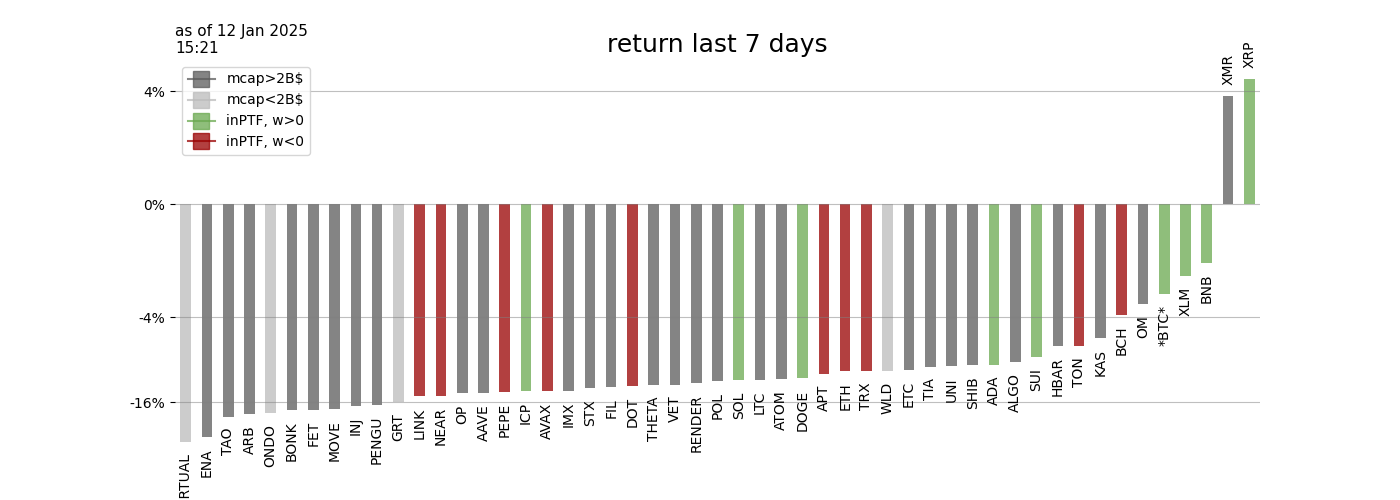 as of 12 Jan 2025
15:21
return last 7 days
mcap>2B$
mcap<2B$
inPTF, w>0
inPTF, w<0
4%
0%
-4%
-16%
RTUAL
ENA
TAO
ARB
ONDO
BONK
FET
MOVE
INJ
PENGU
GRT
LINK
NEAR
OP
AAVE
PEPE
ICP
AVAX
IMX
STX
FIL
DOT
THETA
VET
RENDER
POL
SOL
LTC
ATOM
DOGE
APT
ETH
TRX
WLD
ETC
TIA
UNI
SHIB
ADA
ALGO
SUI
HBAR
TON
KAS
BCH
OM
*BTC*
XLM
BNB
XMR
XRP